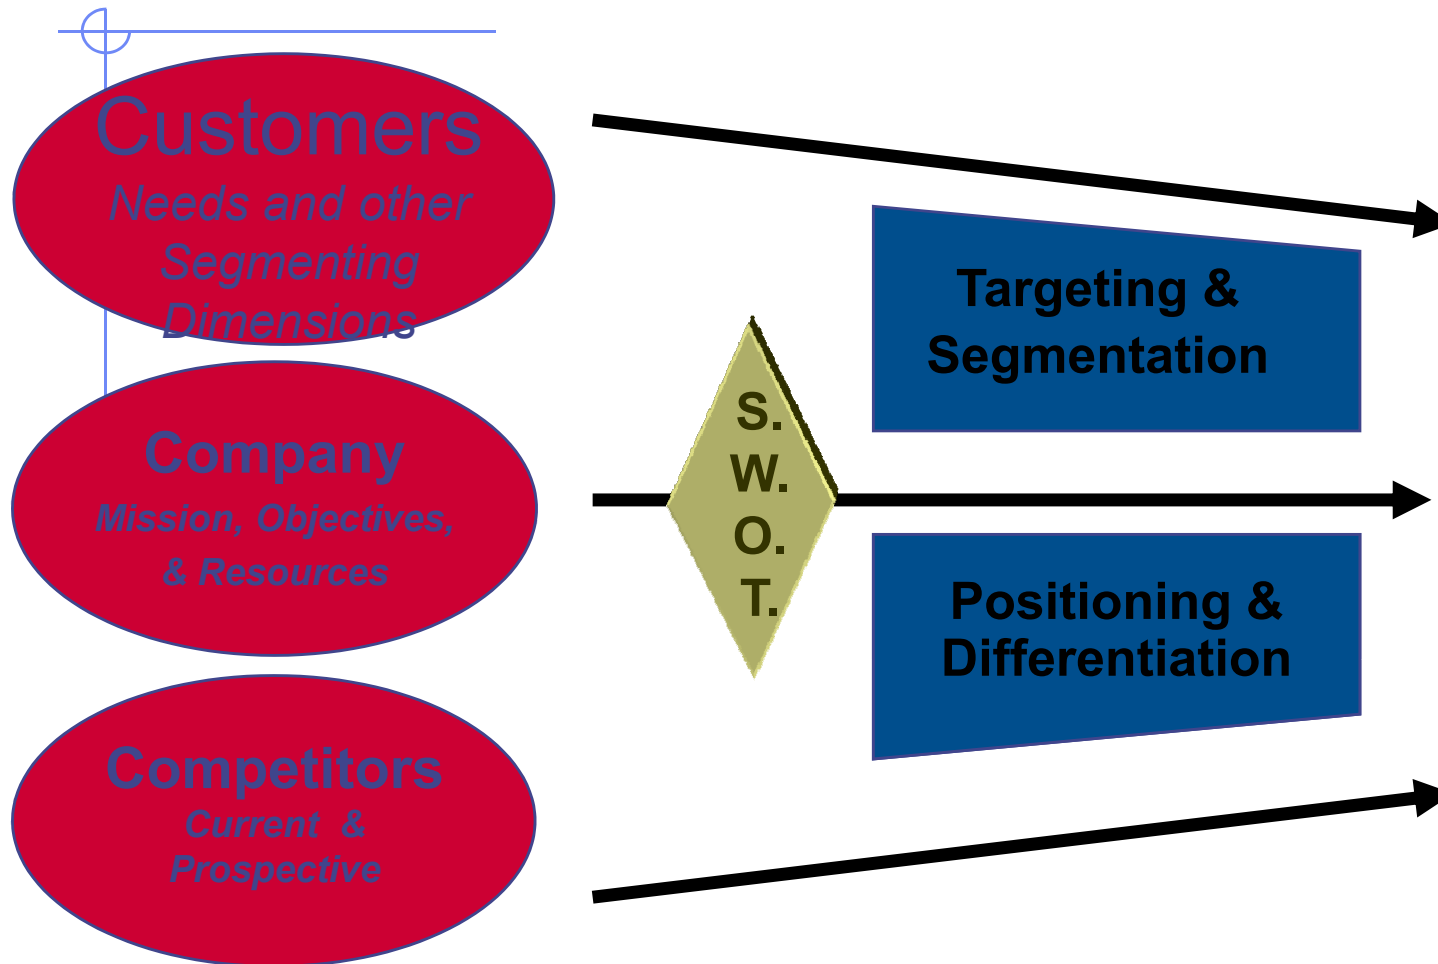 Customers
Needs and other
Segmenting
Dimensions
Company
Mission, Objectives,
& Resources
Competitors
Current &
Prospective
S.
W.
O.
T.
Targeting &
Segmentation
Positioning &
Differentiation